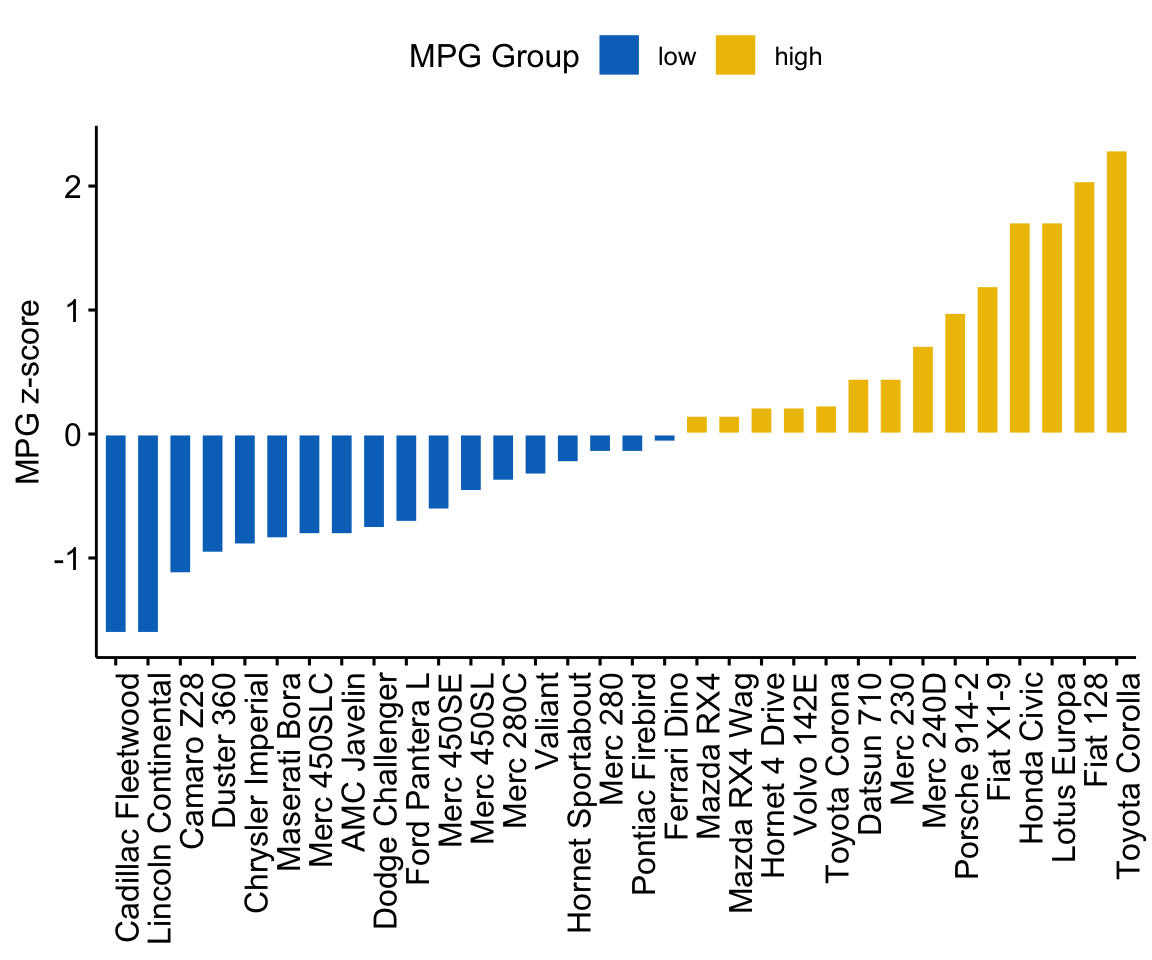 MPG Group low high
2
1
0
-1
MPG z-score
Cadillac Fleetwood
Lincoln Continental
Camaro Z28
Duster 360
Chrysler Imperial
Maserati Bora
Merc 450SLC
AMC Javelin
Dodge Challenger
Ford Pantera L
Merc 450SE
Merc 450SL
Merc 280C
Valiant
Hornet Sportabout
Merc 280
Pontiac Firebird
Ferrari Dino
Mazda RX4
Mazda RX4 Wag
Hornet 4 Drive
Volvo 142E
Toyota Corona
Datsun 710
Merc 230
Merc 240D
Porsche 914-2
Fiat X1-9
Honda Civic
Lotus Europa
Fiat 128
Toyota Corolla